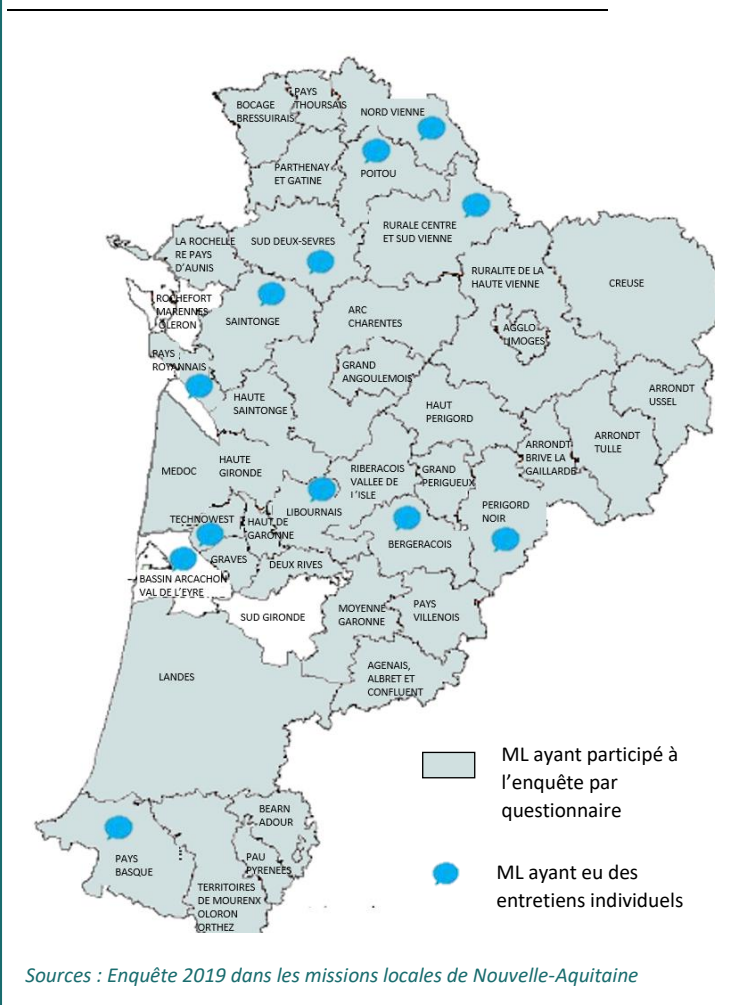 BOCAGE
BRESSUIRAIS
PAYS
THOURSAIS
NORD VIENNE
PARTHENAY
ET GATINE
POITOU
LA ROCHELLE
RE PAYS
D'AUNIS
SUD DEUX-SEVRES
RURALE CENTRE
ET SUD VIENNE
RURALITE DE LA
HAUTE VIENNE
CREUSE
ROCHEFORT
MARENNES
OLERON
SAINTONGE
ARC
CHARENTES
AGGLO
LIMOGES
PAYS
ROYANNAIS
GRAND
ANGOULEMOIS
HAUTE
SAINTONGE
HAUT
PERIGORD
ARRONDT
USSEL
ARRONDT
BRIVE LA
GAILLARDE
ARRONDT
TULLE
MEDOC
HAUTE
GIRONDE
RIBERACOIS
VALLEE DE
l'ISLE
GRAND
PERIGUEUX
LIBOURNAIS
PERIGORD
NOIR
TECHNOWEST
HAUT DE
GARONNE
BERGERACOIS
GRAVES
DEUX RIVES
BASSIN ARCACHON
VAL DE L'EYRE
SUD GIRONDE
MOYENNE
GARONNE
PAYS
VILLENOIS
AGENAIS,
ALBRET ET
CONFLUENT
LANDES
ML ayant participé à
l'enquête par
questionnaire
BEARN
ADOUR
PAYS
BASQUE
PAU
PYRENEES
TERRITOIRES
DE MOURENX
OLORON
ORTHEZ
ML ayant eu des
entretiens individuels
Sources : Enquête 2019 dans les missions locales de Nouvelle-Aquitaine